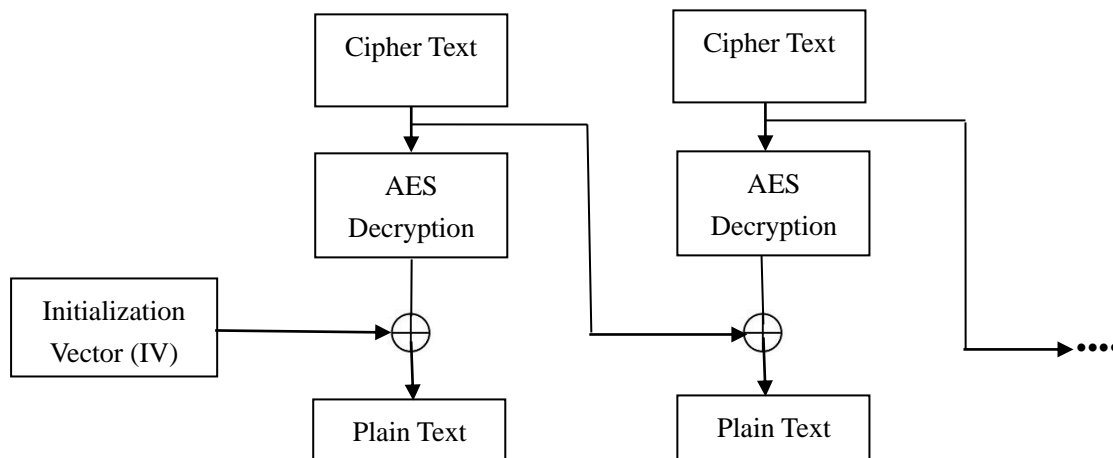 Cipher Text
Cipher Text
AES
Decryption
AES
Decryption
Initialization
Vector (IV)
Plain Text
Plain Text